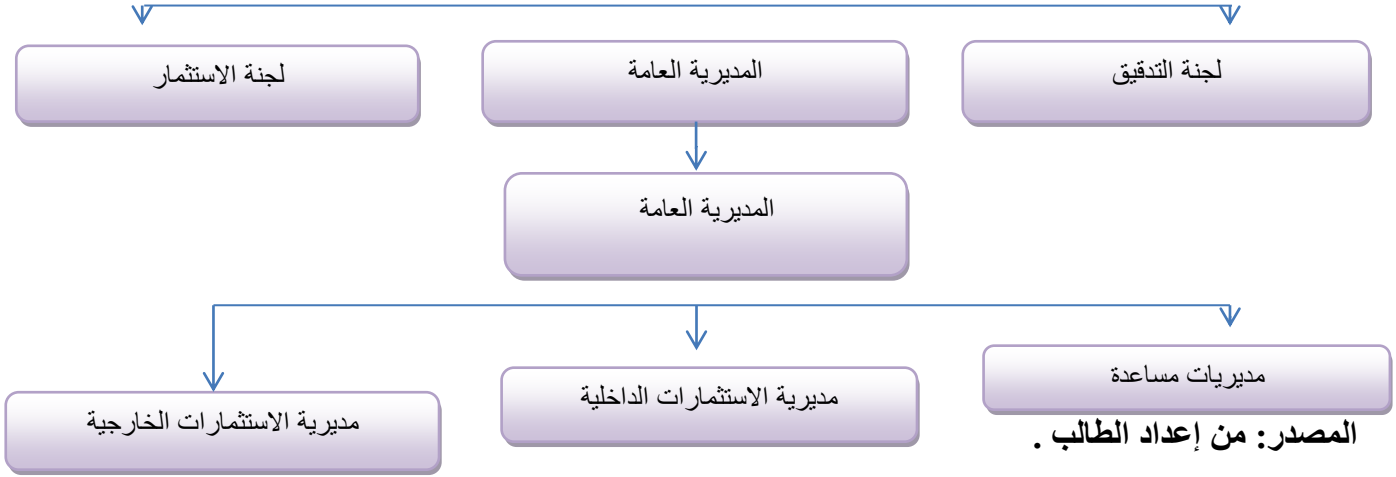 لجنة التدقيق
المديرية العامة
لجنة الاستثمار
المديرية العامة
مديريات مساعدة
مديرية الاستثمارات الداخلية
مديرية الاستثمارات الخارجية
المصدر: من إعداد الطالب .